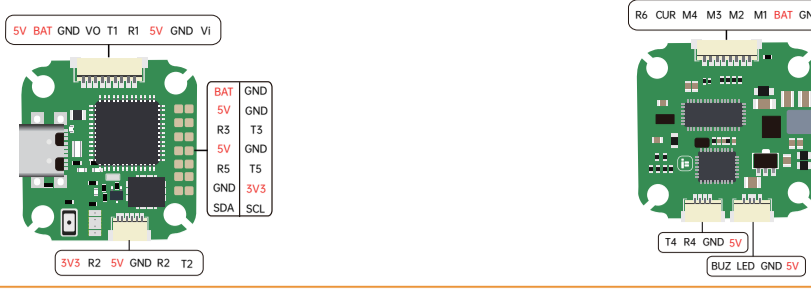 5V BAT GND VO T1 R1 5V GND Vi
BAT GND
5V GND
R3 T3
5V GND
R5 T5
GND 3V3
SDA SCL
3V3 R2 5V GND R2 T2
R6 CUR M4 M3 M2 M1 BAT
T4 R4 GND 5V
BUZ LED GND 5V